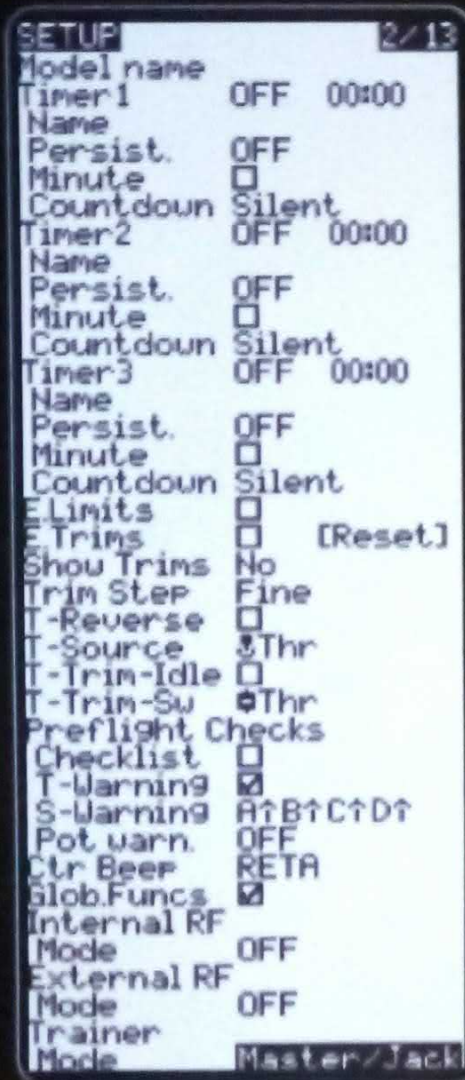 SETUP 2/13
Model name
Timer1 OFF 00:00
Name
Persist. OFF
Minute
Countdown Silent
Timer2 OFF 00:00
Name
Persist. OFF
Minute
Countdown Silent
Timer3 OFF 00:00
Name
Persist. OFF
Minute
Countdown Silent
E.Limits
E.Trims [Reset]
Show Trims No
Trim Step Fine
T-Reverse
T-Source Thr
T-Trim-Idle
T-Trim-Sw Thr
Preflight Checks
Checklist
T-Warning
S-Warning A↑B↑C↑D↑
Pot warn. OFF
Ctr Beep RETA
Glob.Funcs
Internal RF
Mode OFF
External RF
Mode OFF
Trainer
Mode Master/Jack